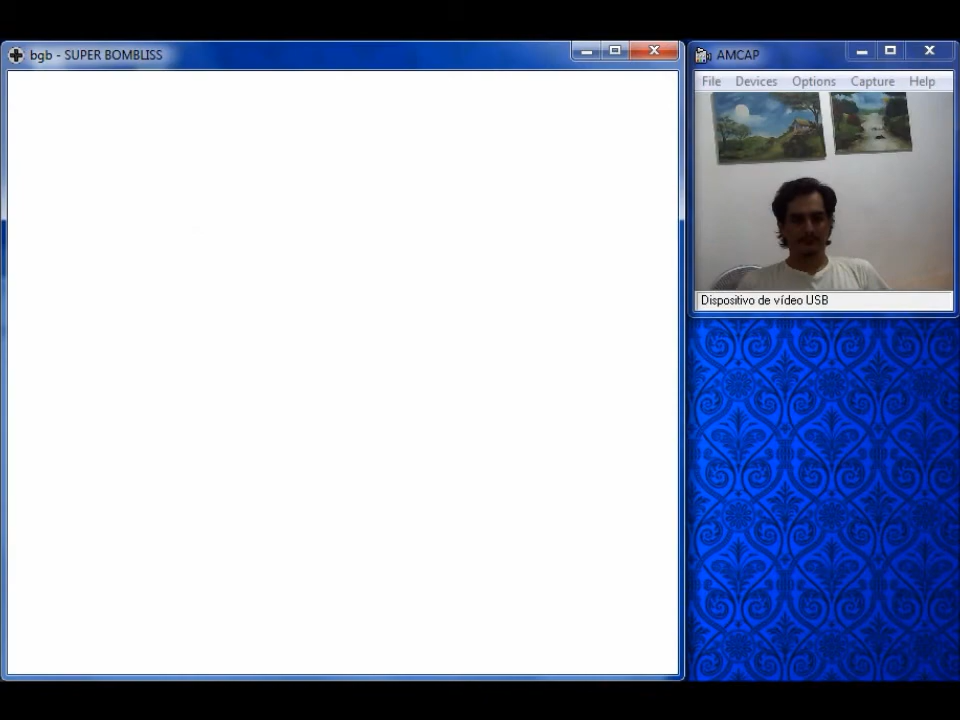 bgb - SUPER BOMBLISS
AMCAP
File Devices Options Capture Help
Dispositivo de vídeo USB